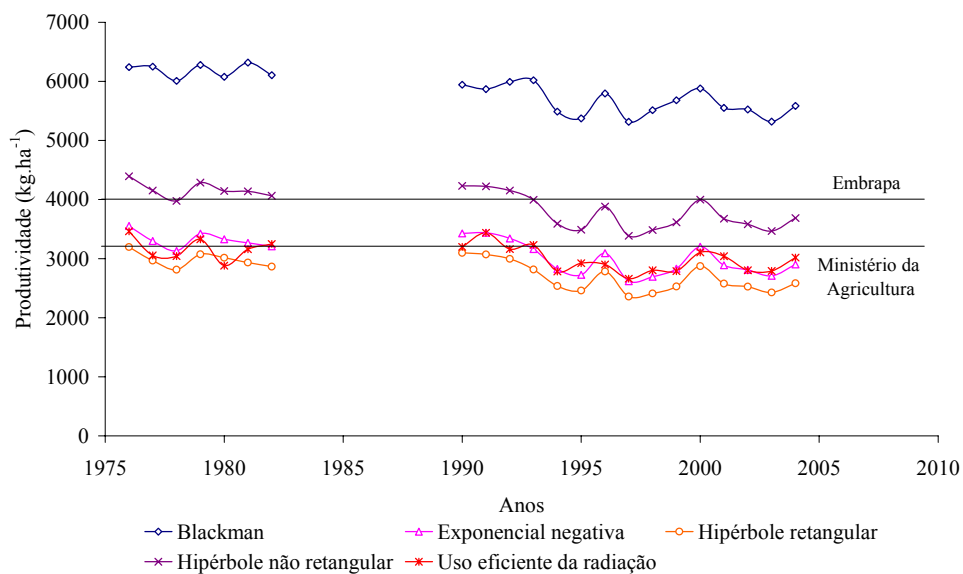 Produtividade (kg.ha-1)
7000
6000
5000
4000
3000
2000
1000
0
Embrapa
Ministério da
Agricultura
1975 1980 1985 1990 1995 2000 2005 2010
Anos
Blackman Exponencial negativa Hipérbole retangular
Hipérbole não retangular Uso eficiente da radiação